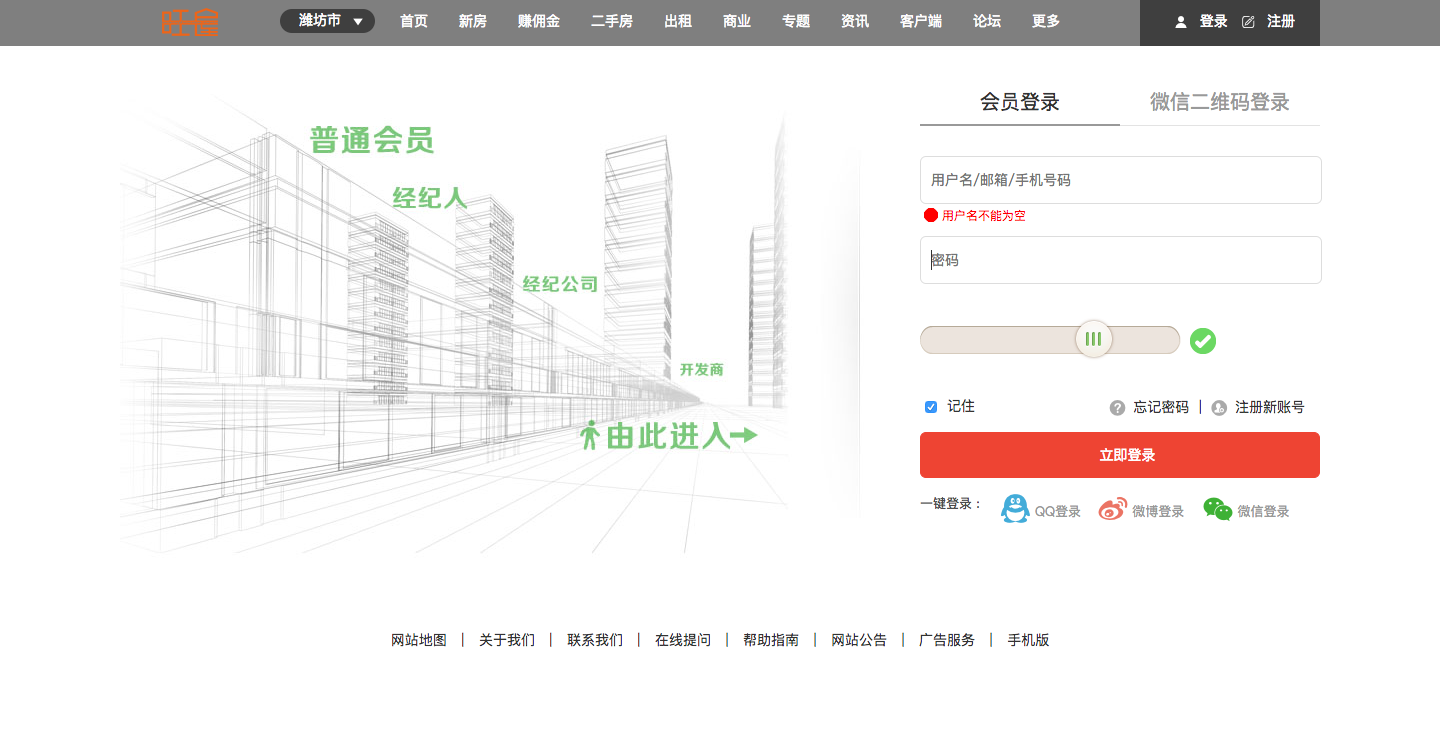 旺舍 潍坊市 首页 新房 赚佣金 二手房 出租 商业 专题 资讯 客户端 论坛 更多 登录 注册
会员登录 微信二维码登录
普通会员
经纪人
经纪公司
开发商
由此进入
用户名/邮箱/手机号码
用户名不能为空
密码
记住 忘记密码 | 注册新账号
立即登录
一键登录： QQ登录 微博登录 微信登录
网站地图 | 关于我们 | 联系我们 | 在线提问 | 帮助指南 | 网站公告 | 广告服务 | 手机版